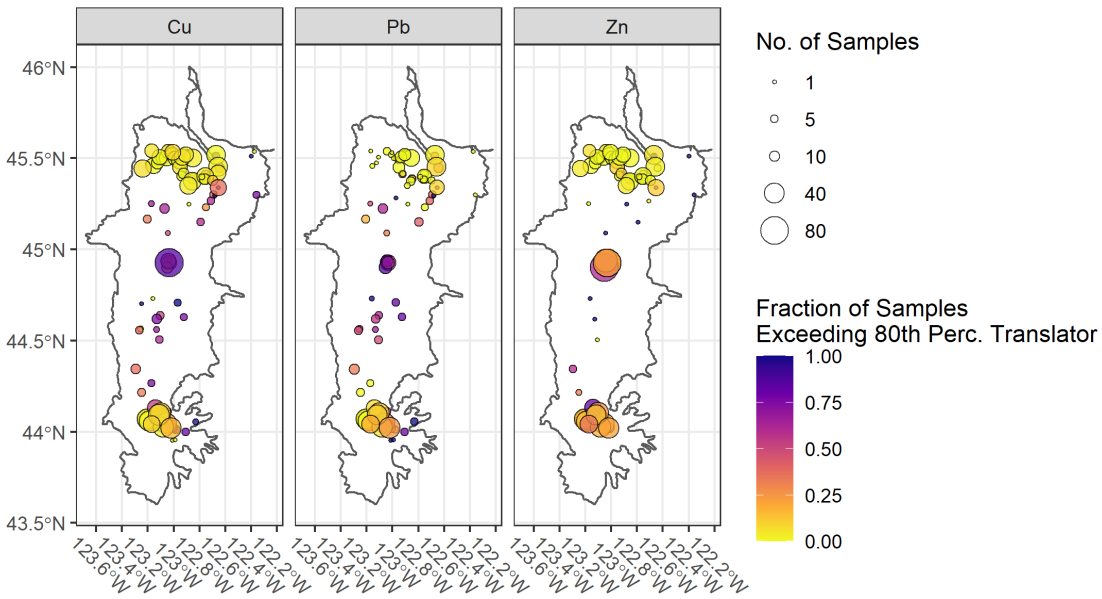 Cu Pb Zn
46°N
45.5°N
45°N
44.5°N
44°N
43.5°N
123.6°W 123.4°W 123.2°W 123°W 122.8°W 122.6°W 122.4°W 122.2°W
123.6°W 123.4°W 123.2°W 123°W 122.8°W 122.6°W 122.4°W 122.2°W
123.6°W 123.4°W 123.2°W 123°W 122.8°W 122.6°W 122.4°W 122.2°W
No. of Samples
1
5
10
40
80
Fraction of Samples
Exceeding 80th Perc. Translator
1.00
0.75
0.50
0.25
0.00